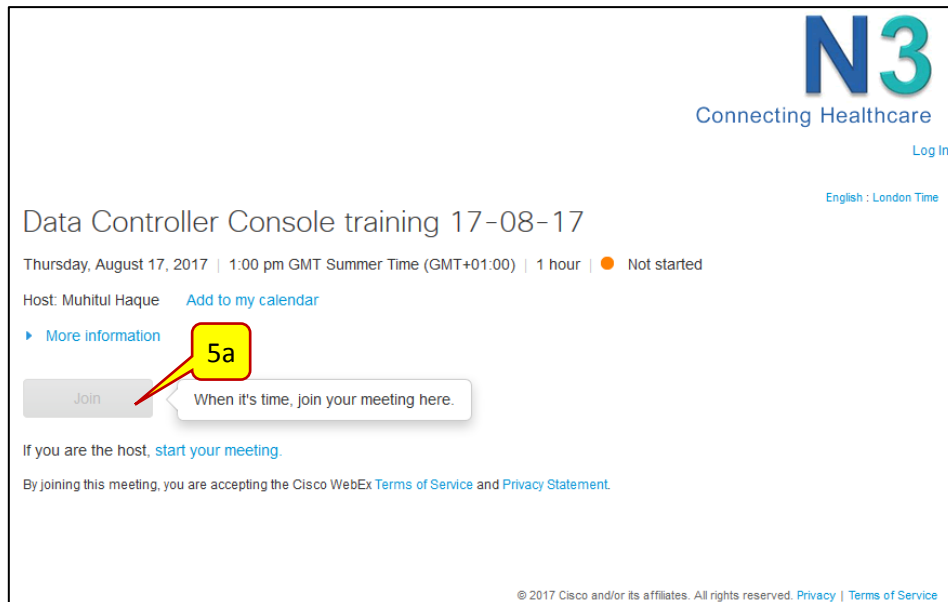 N3
Connecting Healthcare
Log In
English : London Time
Data Controller Console training 17-08-17
Thursday, August 17, 2017 | 1:00 pm GMT Summer Time (GMT+01:00) | 1 hour | Not started
Host: Muhitul Haque Add to my calendar
More information
5a
Join When it's time, join your meeting here.
If you are the host, start your meeting.
By joining this meeting, you are accepting the Cisco WebEx Terms of Service and Privacy Statement.
© 2017 Cisco and/or its affiliates. All rights reserved. Privacy | Terms of Service